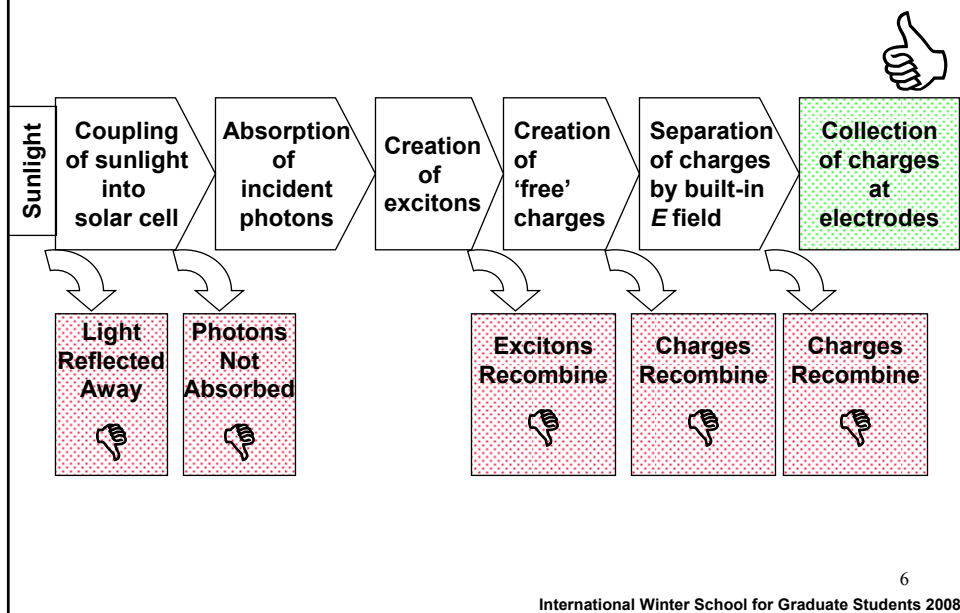 Sunlight
Coupling
of sunlight
into
solar cell
Absorption
of
incident
photons
Creation
of
excitons
Creation
of
‘free’
charges
Separation
of charges
by built-in
E field
Collection
of charges
at
electrodes
Light
Reflected
Away
Photons
Not
Absorbed
Excitons
Recombine
Charges
Recombine
Charges
Recombine
6
International Winter School for Graduate Students 2008